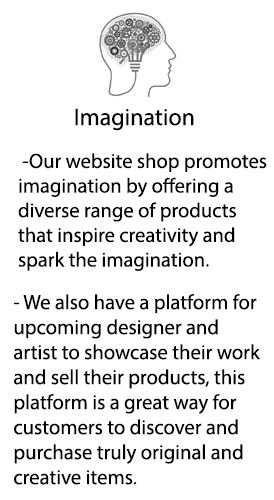 Imagination
-Our website shop promotes
imagination by offering a
diverse range of products
that inspire creativity and
spark the imagination.
- We also have a platform for
upcoming designer and
artist to showcase their work
and sell their products, this
platform is a great way for
customers to discover and
purchase truly original and
creative items.